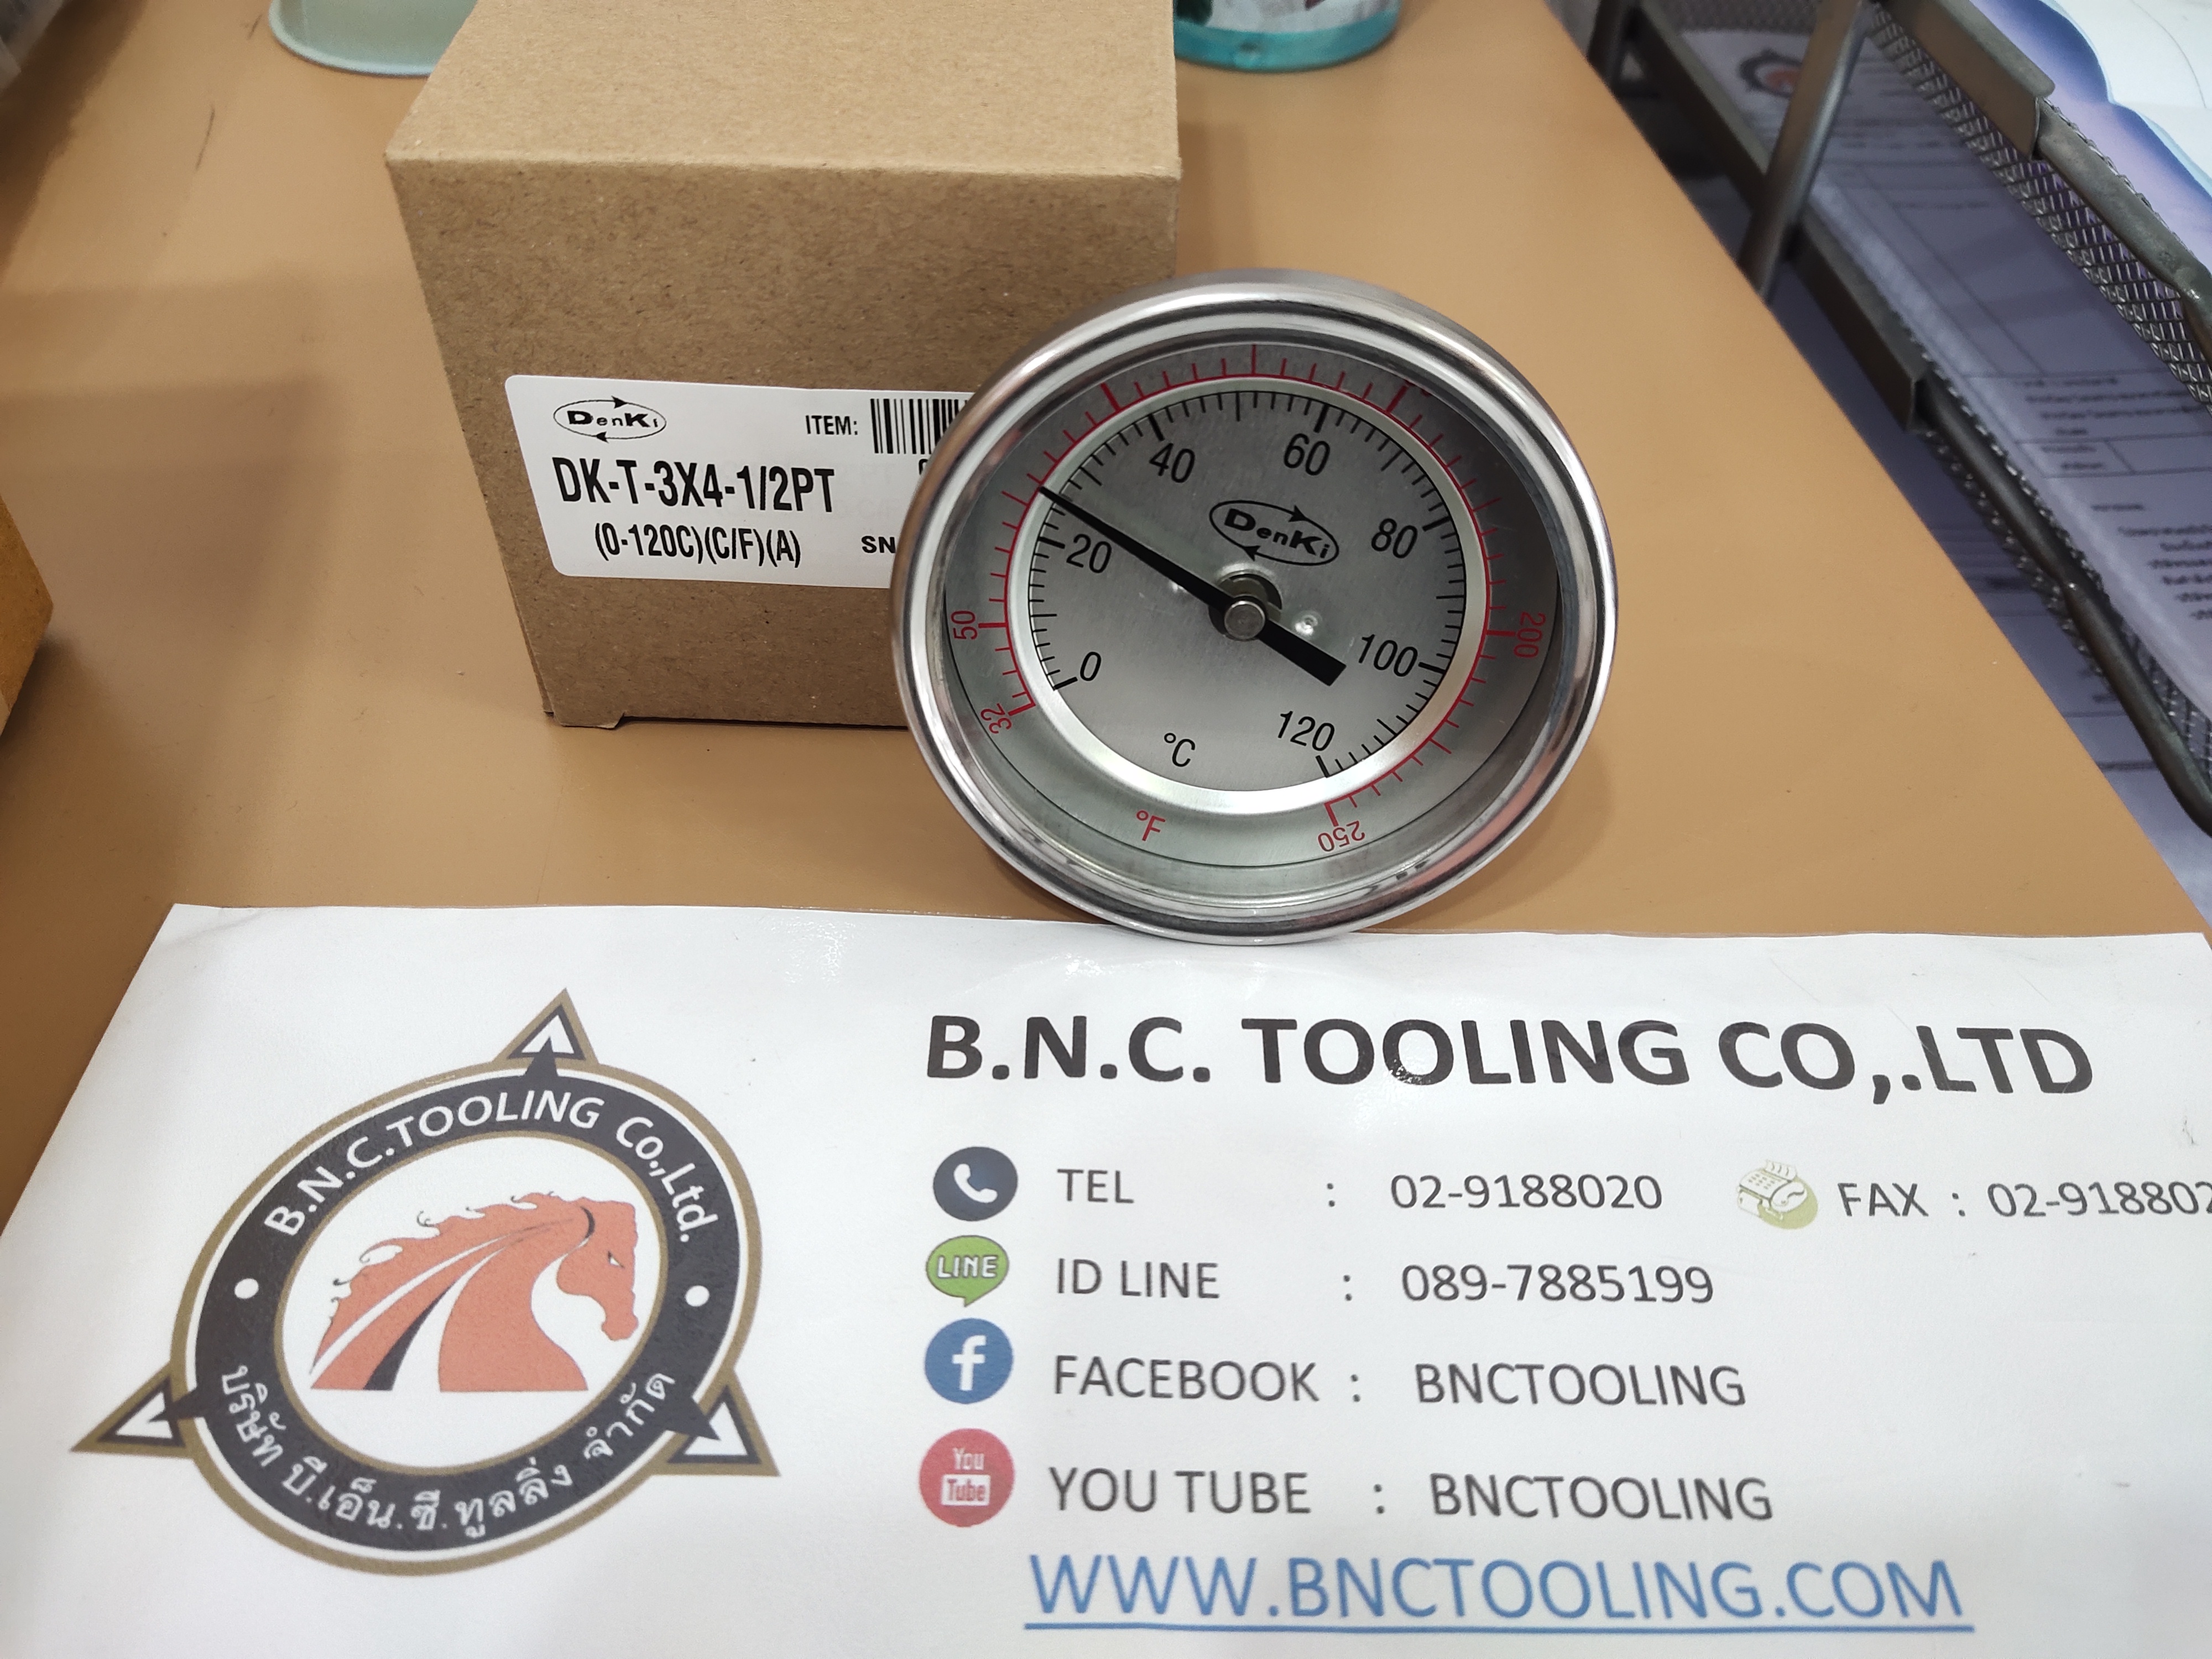 DenKi
ITEM:
DK-T-3X4-1/2PT
(0-120C)(C/F)(A)
SN
40
60
20
DenKi
80
50
0
100
200
32
120
°C
°F
250
B.N.C. TOOLING CO,.LTD
B.N.C.TOOLING Co.,Ltd.
บริษัท บี.เอ็น.ซี.ทูลลิ่ง จำกัด
TEL : 02-9188020 FAX : 02-918802
LINE ID LINE : 089-7885199
f FACEBOOK : BNCTOOLING
You Tube YOU TUBE : BNCTOOLING
WWW.BNCTOOLING.COM